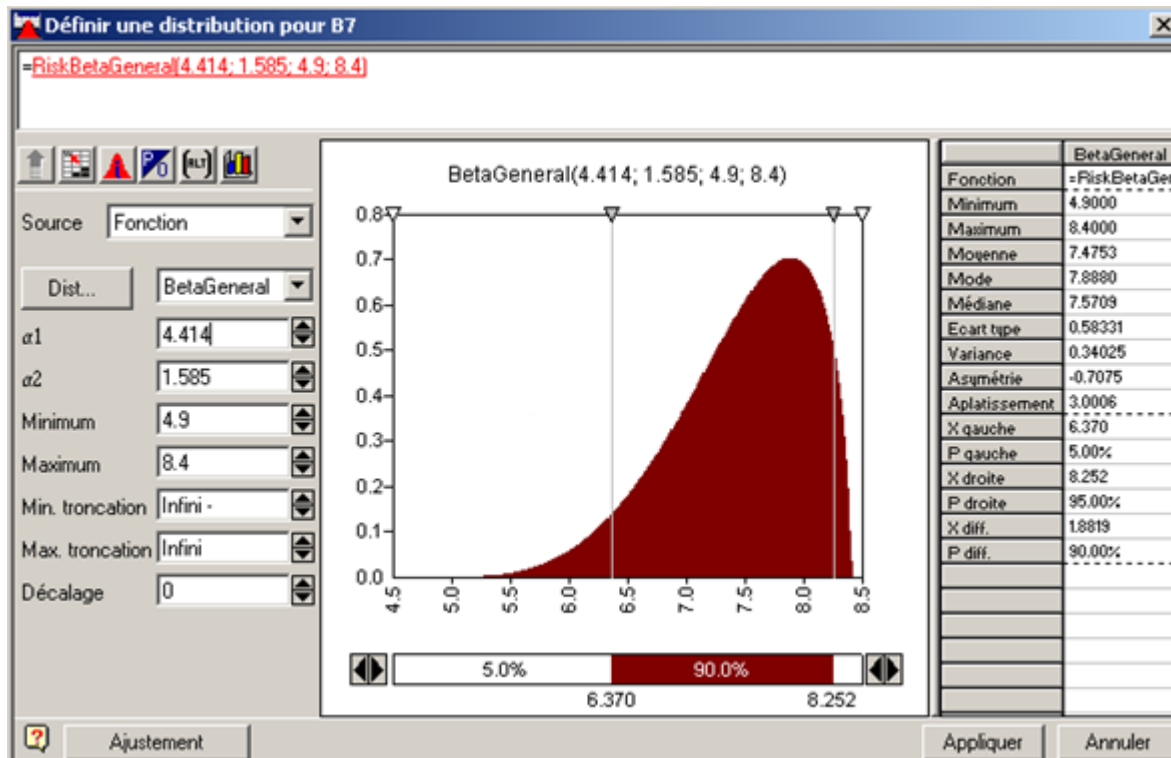 Définir une distribution pour B7
=RiskBetaGeneral(4.414; 1.585; 4.9; 8.4)
Source Fonction
Dist... BetaGeneral
α1 4.414
α2 1.585
Minimum 4.9
Maximum 8.4
Min. troncation Infini -
Max. troncation Infini
Décalage 0
BetaGeneral(4.414; 1.585; 4.9; 8.4)
0.8
0.7
0.6
0.5
0.4
0.3
0.2
0.1
0.0
4.5 5.0 5.5 6.0 6.5 7.0 7.5 8.0 8.5
5.0% 90.0%
6.370 8.252
BetaGeneral
Fonction =RiskBetaGer
Minimum 4.9000
Maximum 8.4000
Moyenne 7.4753
Mode 7.8880
Médiane 7.5709
Ecart type 0.58331
Variance 0.34025
Asymétrie -0.7075
Aplatissement 3.0006
X gauche 6.370
P gauche 5.00%
X droite 8.252
P droite 95.00%
X diff. 1.8819
P diff. 90.00%
Ajustement
Appliquer
Annuler